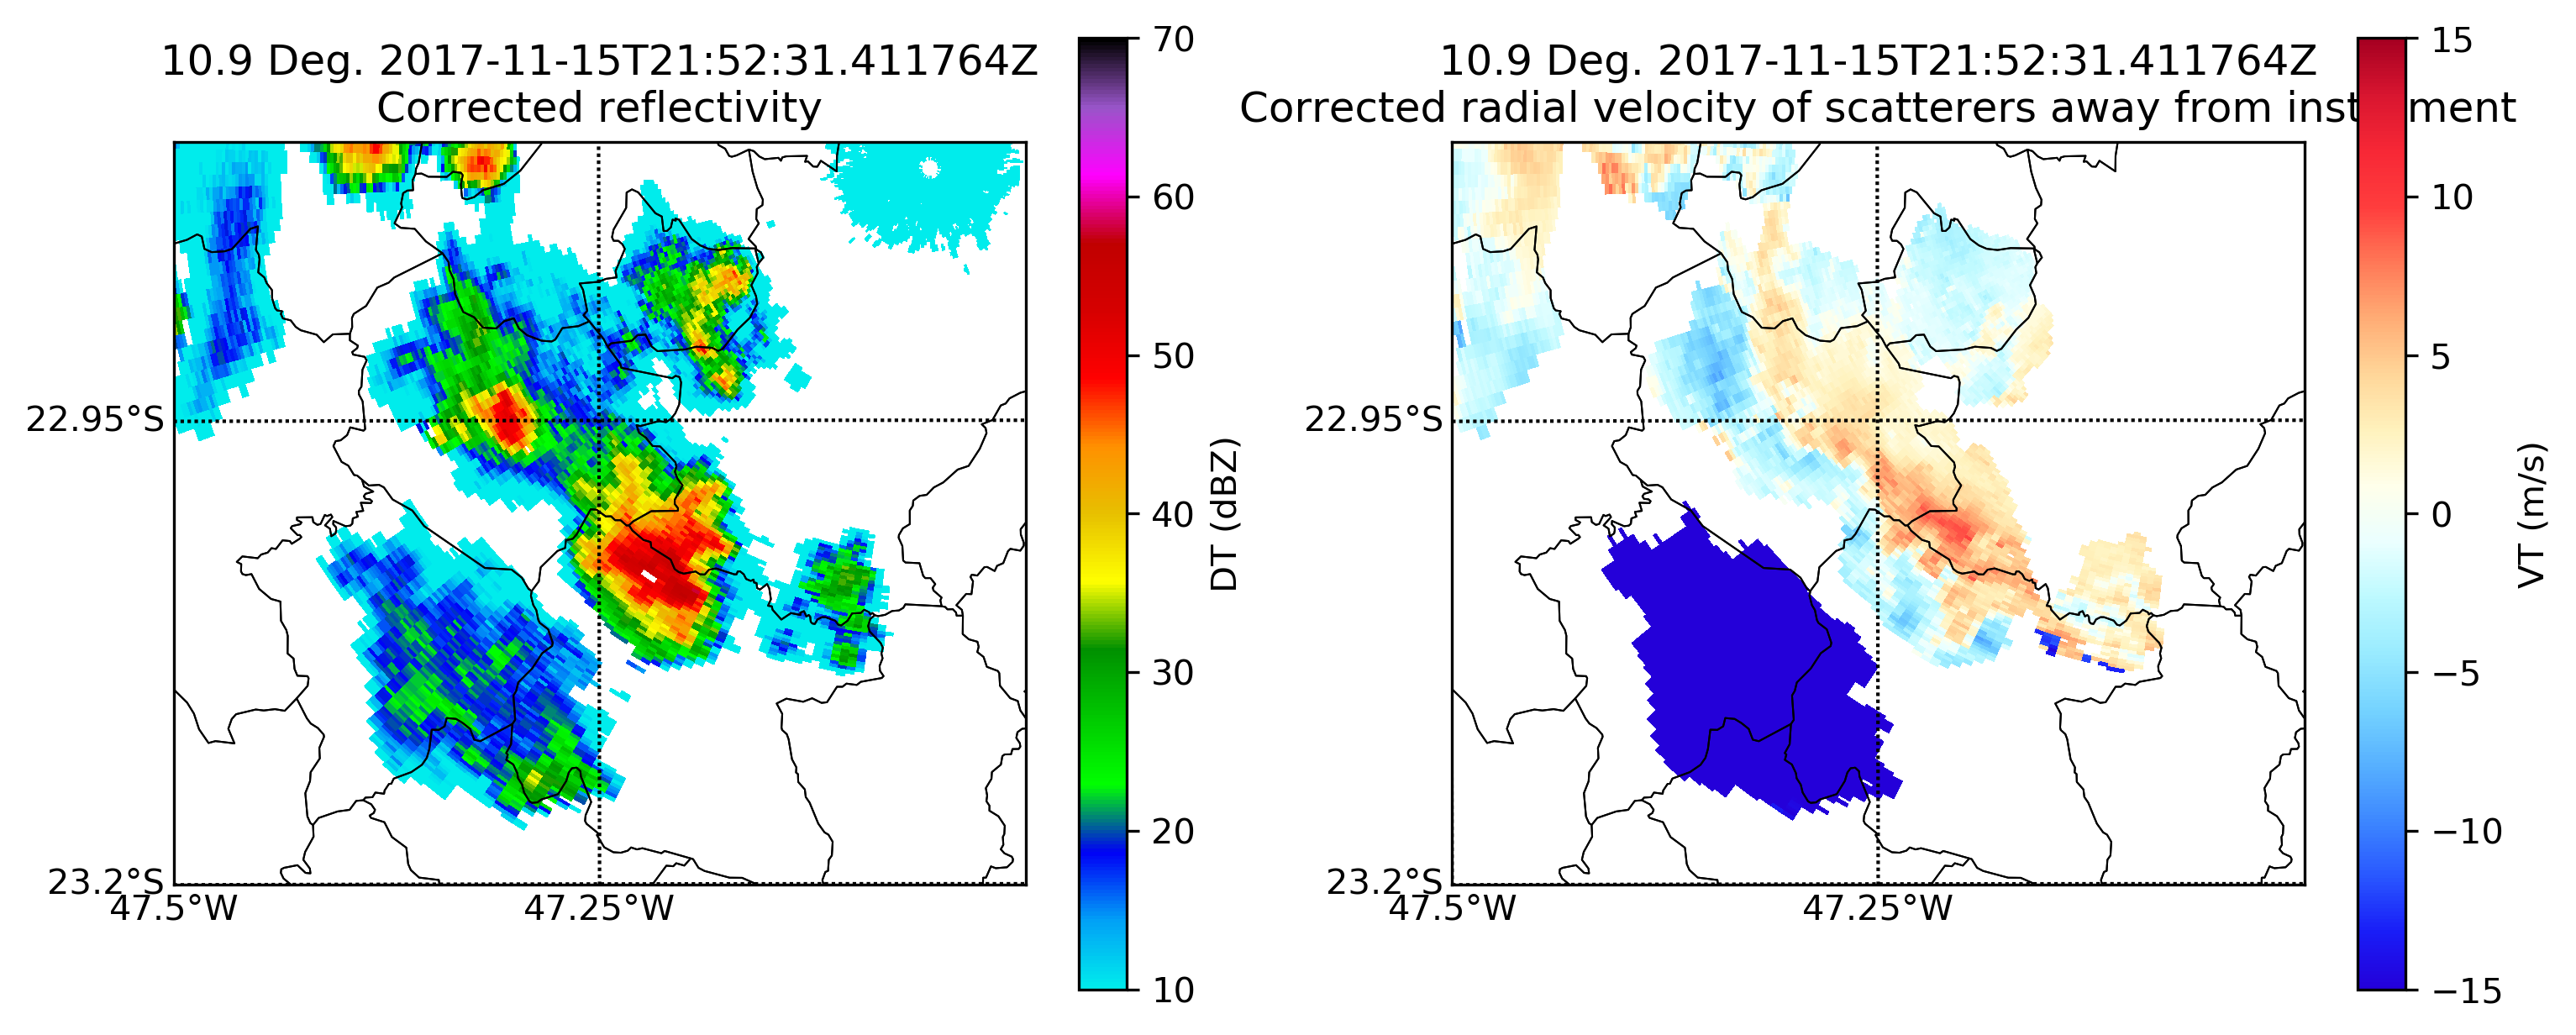 10.9 Deg. 2017-11-15T21:52:31.411764Z
Corrected reflectivity
22.95°S
23.2°S
47.5°W
47.25°W
70
60
50
40
30
20
10
DT (dBZ)
10.9 Deg. 2017-11-15T21:52:31.411764Z
Corrected radial velocity of scatterers away from inst ment
22.95°S
23.2°S
47.5°W
47.25°W
15
10
5
0
−5
−10
−15
VT (m/s)